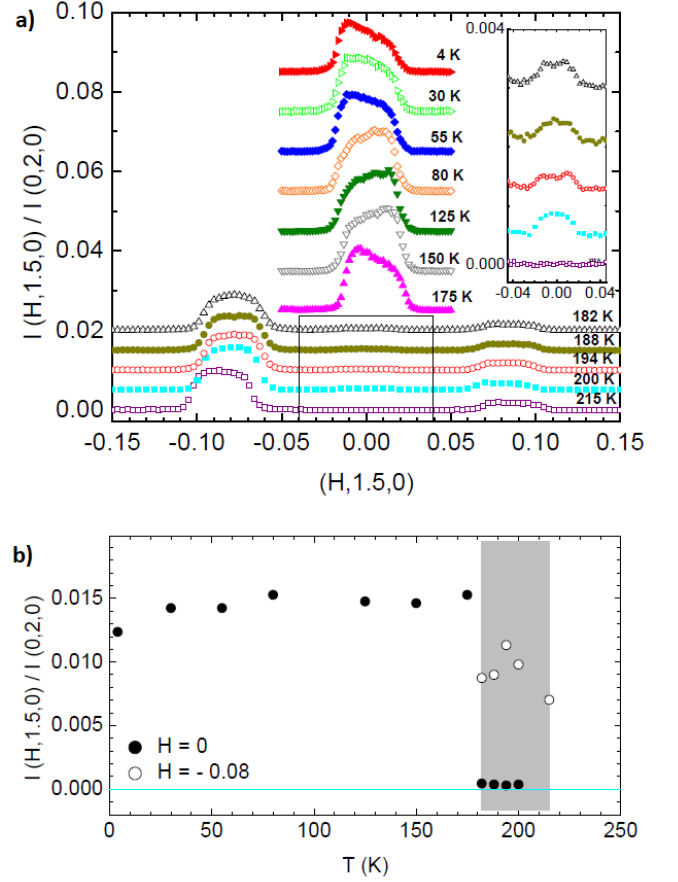 a)
I (H,1.5,0) / I (0,2,0)
0.10
0.08
0.06
0.04
0.02
0.00
4 K
30 K
55 K
80 K
125 K
150 K
175 K
182 K
188 K
194 K
200 K
215 K
0.004
0.000
-0.04 0.00 0.04
-0.15 -0.10 -0.05 0.00 0.05 0.10 0.15
(H,1.5,0)
b)
I (H,1.5,0) / I (0,2,0)
0.015
0.010
0.005
0.000
H = 0
H = - 0.08
0 50 100 150 200 250
T (K)